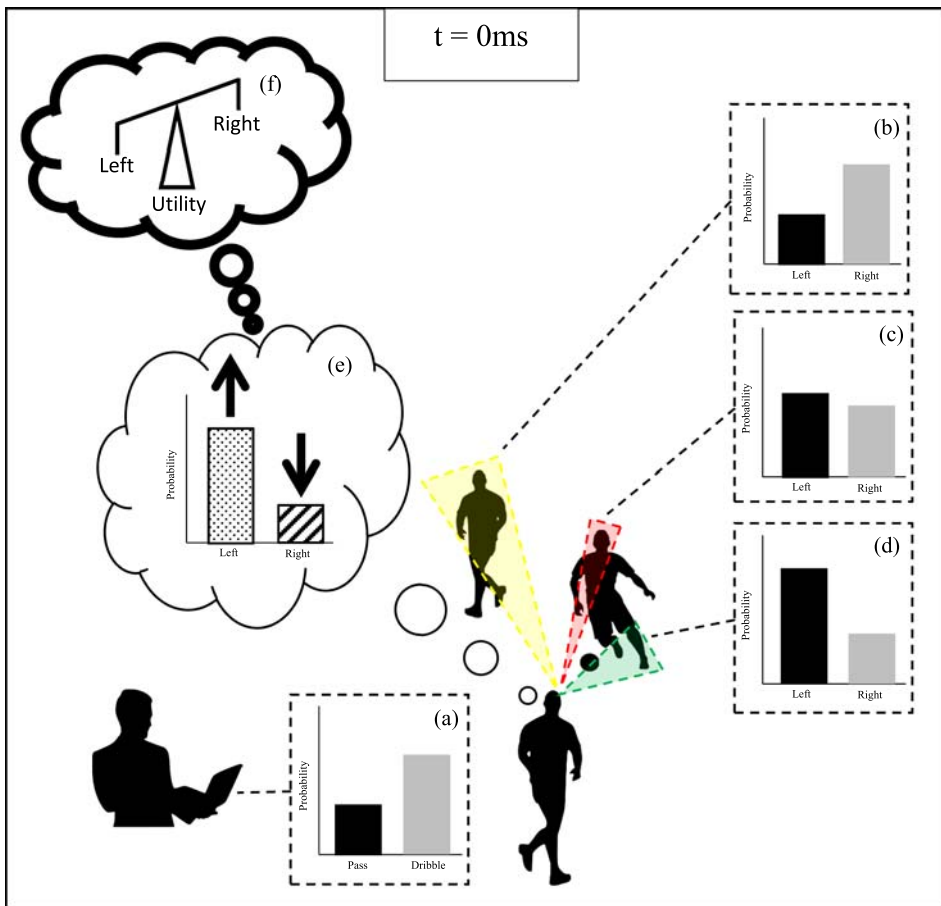 t = 0ms
(f)
Left
Right
Utility
(b)
Probability
Left Right
(e)
Probability
Left Right
(c)
Probability
Left Right
(d)
Probability
Left Right
(a)
Probability
Pass Dribble